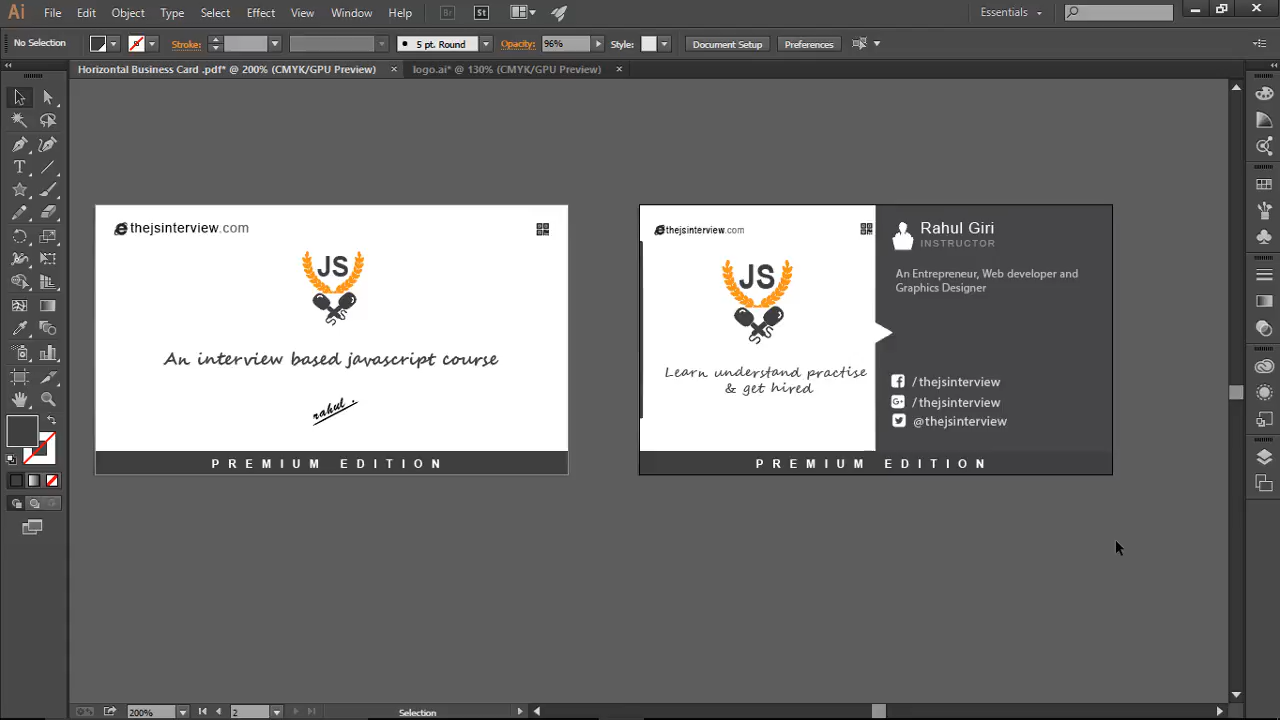 Ai File Edit Object Type Select Effect View Window Help Br St Essentials
No Selection Stroke: 5 pt. Round Opacity: 96% Style: Document Setup Preferences
Horizontal Business Card .pdf* @ 200% (CMYK/GPU Preview) logo.ai* @ 130% (CMYK/GPU Preview)
thejsinterview.com
JS
An interview based javascript course
rahul .
PREMIUM EDITION
thejsinterview.com
JS
Learn understand practise
& get hired
Rahul Giri
INSTRUCTOR
An Entrepreneur, Web developer and
Graphics Designer
/thejsinterview
/thejsinterview
@thejsinterview
PREMIUM EDITION
200% 2 Selection